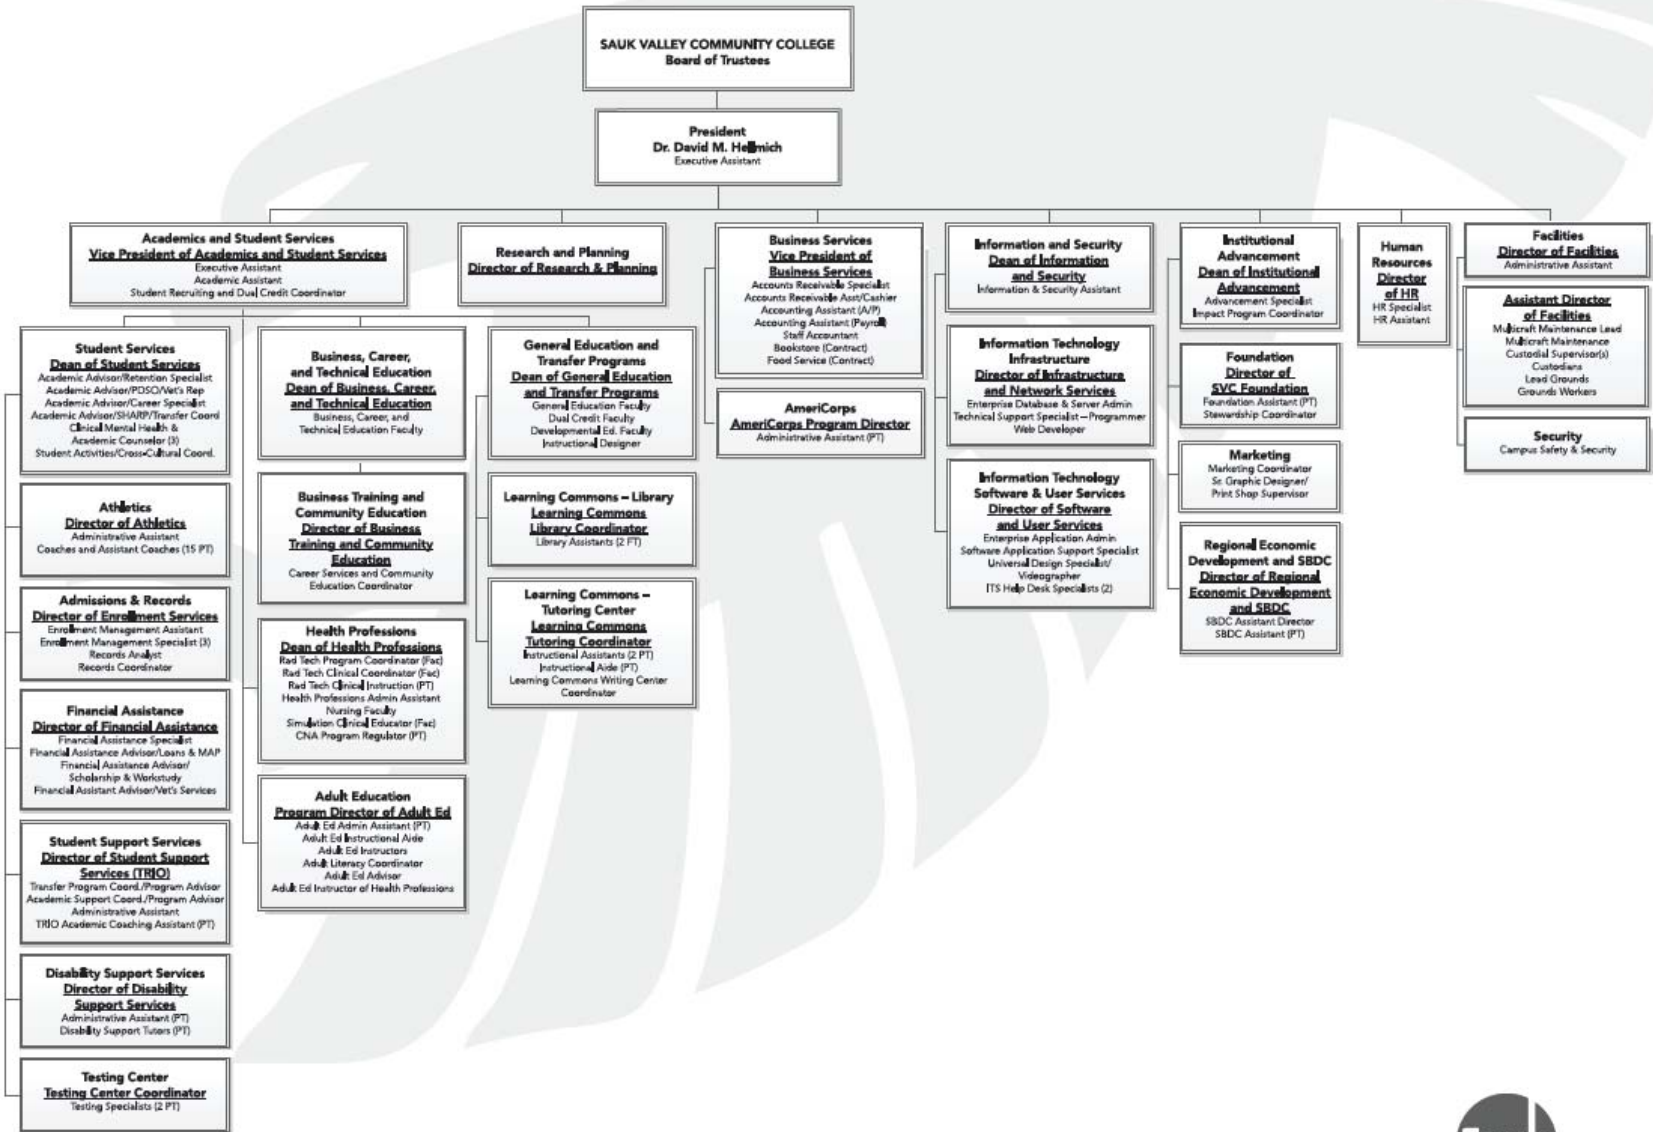 SAUK VALLEY COMMUNITY COLLEGE
Board of Trustees
President
Dr. David M. Hellmich
Executive Assistant
Academics and Student Services
Vice President of Academics and Student Services
Executive Assistant
Academic Assistant
Student Recruiting and Dual Credit Coordinator
Research and Planning
Director of Research & Planning
Business Services
Vice President of
Business Services
Accounts Receivable Specialist
Accounts Receivable Asst/Cashier
Accounting Assistant (A/P)
Accounting Assistant (Payroll)
Staff Accountant
Bookstore (Contract)
Food Service (Contract)
Information and Security
Dean of Information
and Security
Information & Security Assistant
Institutional
Advancement
Dean of Institutional
Advancement
Advancement Specialist
Impact Program Coordinator
Human
Resources
Director
of HR
HR Specialist
HR Assistant
Facilities
Director of Facilities
Administrative Assistant
Student Services
Dean of Student Services
Academic Advisor/Retention Specialist
Academic Advisor/PDSO/Vet's Rep
Academic Advisor/Career Specialist
Academic Advisor/SHARP/Transfer Coord
Clinical Mental Health &
Academic Counselor (3)
Student Activities/Cross-Cultural Coord.
Athletics
Director of Athletics
Administrative Assistant
Coaches and Assistant Coaches (15 PT)
Admissions & Records
Director of Enrollment Services
Enrollment Management Assistant
Enrollment Management Specialist (3)
Records Analyst
Records Coordinator
Financial Assistance
Director of Financial Assistance
Financial Assistance Specialist
Financial Assistance Advisor/Loans & MAP
Financial Assistance Advisor/
Scholarship & Workstudy
Financial Assistant Advisor/Vet's Services
Student Support Services
Director of Student Support
Services (TRIO)
Transfer Program Coord./Program Advisor
Academic Support Coord./Program Advisor
Administrative Assistant
TRIO Academic Coaching Assistant (PT)
Disability Support Services
Director of Disability
Support Services
Administrative Assistant (PT)
Disability Support Tutors (PT)
Testing Center
Testing Center Coordinator
Testing Specialists (2 PT)
Business, Career,
and Technical Education
Dean of Business, Career,
and Technical Education
Business, Career, and
Technical Education Faculty
Business Training and
Community Education
Director of Business
Training and Community
Education
Career Services and Community
Education Coordinator
Health Professions
Dean of Health Professions
Rad Tech Program Coordinator (Fac)
Rad Tech Clinical Coordinator (Fac)
Rad Tech Clinical Instruction (PT)
Health Professions Admin Assistant
Nursing Faculty
Simulation Clinical Educator (Fac)
CNA Program Regulator (PT)
Adult Education
Program Director of Adult Ed
Adult Ed Admin Assistant (PT)
Adult Ed Instructional Aide
Adult Ed Instructors
Adult Literacy Coordinator
Adult Ed Advisor
Adult Ed Instructor of Health Professions
General Education and
Transfer Programs
Dean of General Education
and Transfer Programs
General Education Faculty
Dual Credit Faculty
Developmental Ed. Faculty
Instructional Designer
Learning Commons – Library
Learning Commons
Library Coordinator
Library Assistants (2 FT)
Learning Commons –
Tutoring Center
Learning Commons
Tutoring Coordinator
Instructional Assistants (2 PT)
Instructional Aide (PT)
Learning Commons Writing Center
Coordinator
AmeriCorps
AmeriCorps Program Director
Administrative Assistant (PT)
Information Technology
Infrastructure
Director of Infrastructure
and Network Services
Enterprise Database & Server Admin
Technical Support Specialist–Programmer
Web Developer
Information Technology
Software & User Services
Director of Software
and User Services
Enterprise Application Admin
Software Application Support Specialist
Universal Design Specialist/
Videographer
ITS Help Desk Specialists (2)
Foundation
Director of
SVC Foundation
Foundation Assistant (PT)
Stewardship Coordinator
Marketing
Marketing Coordinator
Sr. Graphic Designer/
Print Shop Supervisor
Regional Economic
Development and SBDC
Director of Regional
Economic Development
and SBDC
SBDC Assistant Director
SBDC Assistant (PT)
Assistant Director
of Facilities
Multicraft Maintenance Lead
Multicraft Maintenance
Custodial Supervisor(s)
Custodians
Lead Grounds
Grounds Workers
Security
Campus Safety & Security